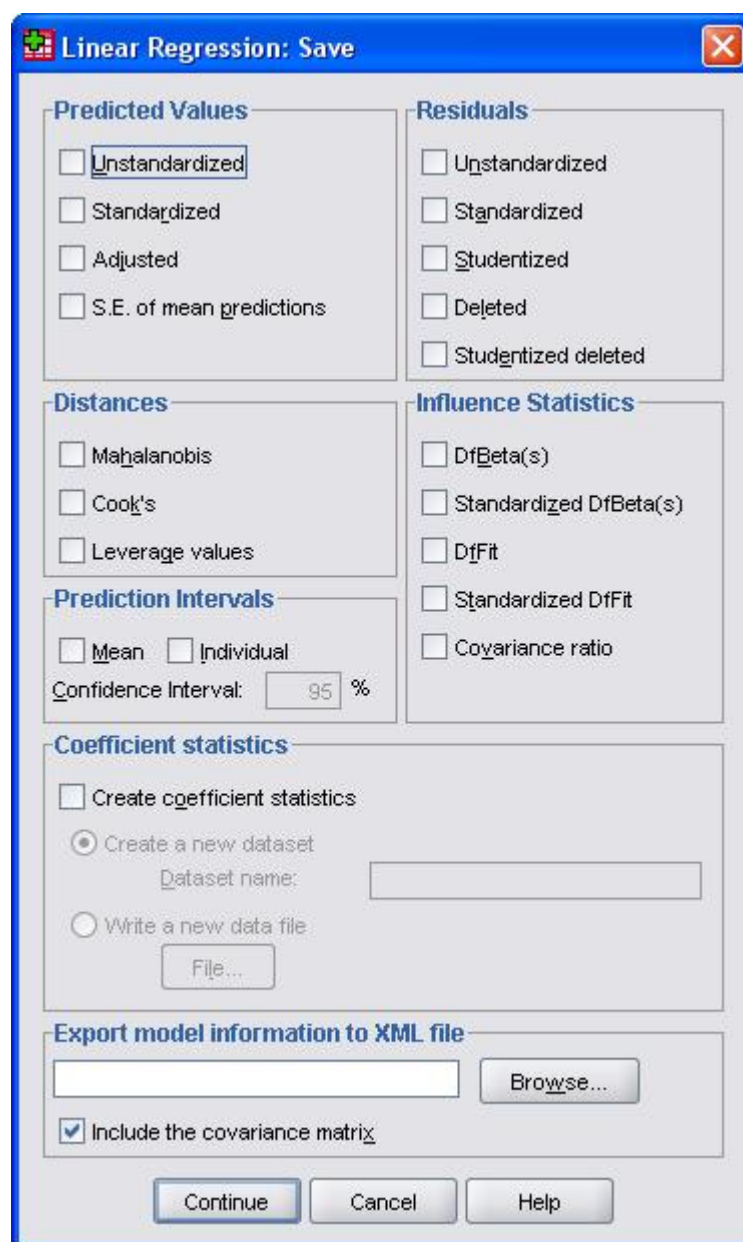 Linear Regression: Save
Predicted Values
Unstandardized
Standardized
Adjusted
S.E. of mean predictions
Residuals
Unstandardized
Standardized
Studentized
Deleted
Studentized deleted
Distances
Mahalanobis
Cook's
Leverage values
Influence Statistics
DfBeta(s)
Standardized DfBeta(s)
DfFit
Standardized DfFit
Covariance ratio
Prediction Intervals
Mean Individual
Confidence Interval: 95 %
Coefficient statistics
Create coefficient statistics
Create a new dataset
Dataset name:
Write a new data file
File...
Export model information to XML file
Browse...
Include the covariance matrix
Continue Cancel Help